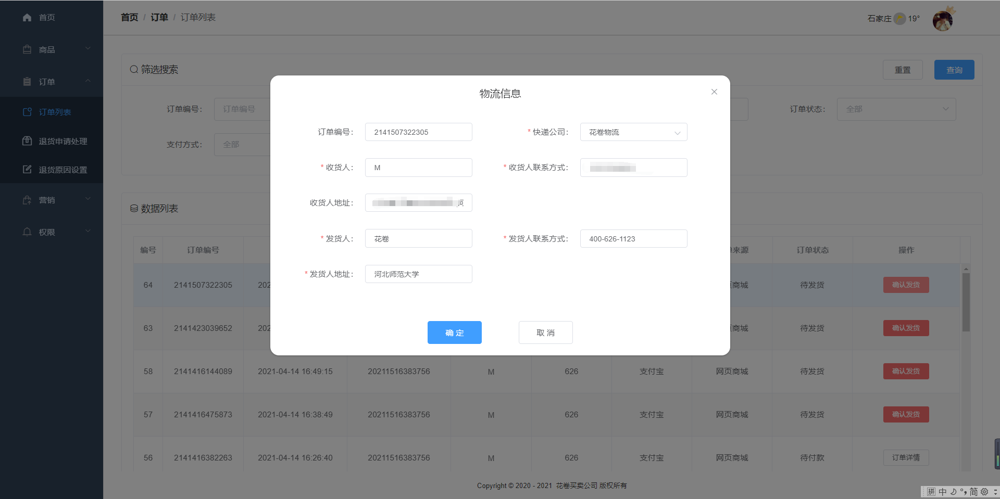 首页
商品
订单
订单列表
退货申请处理
退货原因设置
营销
权限
首页 / 订单 / 订单列表
石家庄 19°
筛选搜索
重置 查询
订单编号： 订单编号
订单状态： 全部
支付方式： 全部
物流信息
订单编号： 2141507322305
* 快递公司： 花卷物流
* 收货人： M
* 收货人联系方式：
收货人地址：
* 发货人： 花卷
* 发货人联系方式： 400-626-1123
* 发货人地址： 河北师范大学
确 定 取 消
数据列表
编号 订单编号 来源 订单状态 操作
64 2141507322305 202 商城 待发货 确认发货
63 2141423039652 202 商城 待发货 确认发货
58 2141416144089 2021-04-14 16:49:15 20211516383756 M 626 支付宝 网页商城 待发货 确认发货
57 2141416475873 2021-04-14 16:38:49 20211516383756 M 626 支付宝 网页商城 待发货 确认发货
56 2141416382263 2021-04-14 16:26:40 20211516383756 M 626 支付宝 网页商城 待付款 订单详情
Copyright © 2020 - 2021 花卷买卖公司 版权所有
拼 中 简